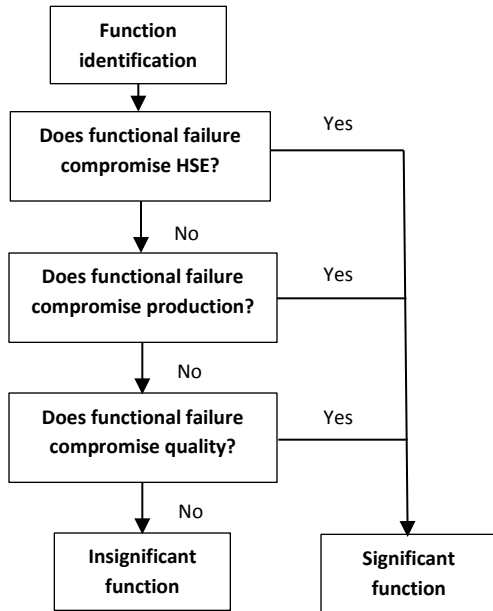 Function
identification
Does functional failure
compromise HSE?
Yes
No
Does functional failure
compromise production?
Yes
No
Does functional failure
compromise quality?
Yes
No
Insignificant
function
Significant
function